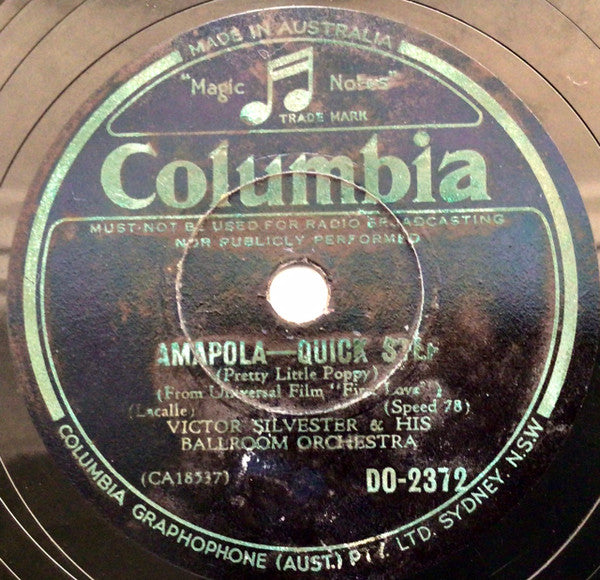 MADE IN AUSTRALIA
"Magic Notes"
TRADE MARK
Columbia
MUST NOT BE USED FOR RADIO BROADCASTING
NOR PUBLICLY PERFORMED
AMAPOLA—QUICK STEP
(Pretty Little Poppy)
(From Universal Film "First Love")
(Lacalle) (Speed 78)
VICTOR SILVESTER & HIS
BALLROOM ORCHESTRA
(CA18537) DO-2372
COLUMBIA GRAPHOPHONE (AUST.) PTY. LTD. SYDNEY. N.S.W